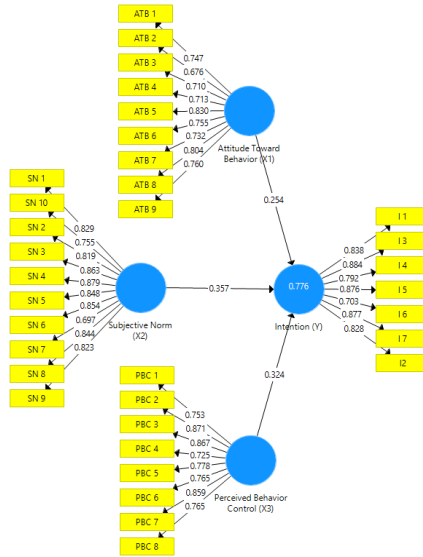 ATB 1
ATB 2
ATB 3
ATB 4
ATB 5
ATB 6
ATB 7
ATB 8
ATB 9
0.747
0.676
0.710
0.713
0.830
0.755
0.732
0.804
0.760
Attitude Toward
Behavior (X1)
0.254
SN 1
SN 10
SN 2
SN 3
SN 4
SN 5
SN 6
SN 7
SN 8
SN 9
0.829
0.755
0.819
0.863
0.879
0.848
0.854
0.697
0.844
0.823
Subjective Norm
(X2)
0.357
0.776
Intention (Y)
0.838
0.884
0.792
0.876
0.703
0.877
0.828
I 1
I 3
I 4
I 5
I 6
I 7
I2
0.324
PBC 1
PBC 2
PBC 3
PBC 4
PBC 5
PBC 6
PBC 7
PBC 8
0.753
0.871
0.867
0.725
0.778
0.765
0.859
0.765
Perceived Behavior
Control (X3)